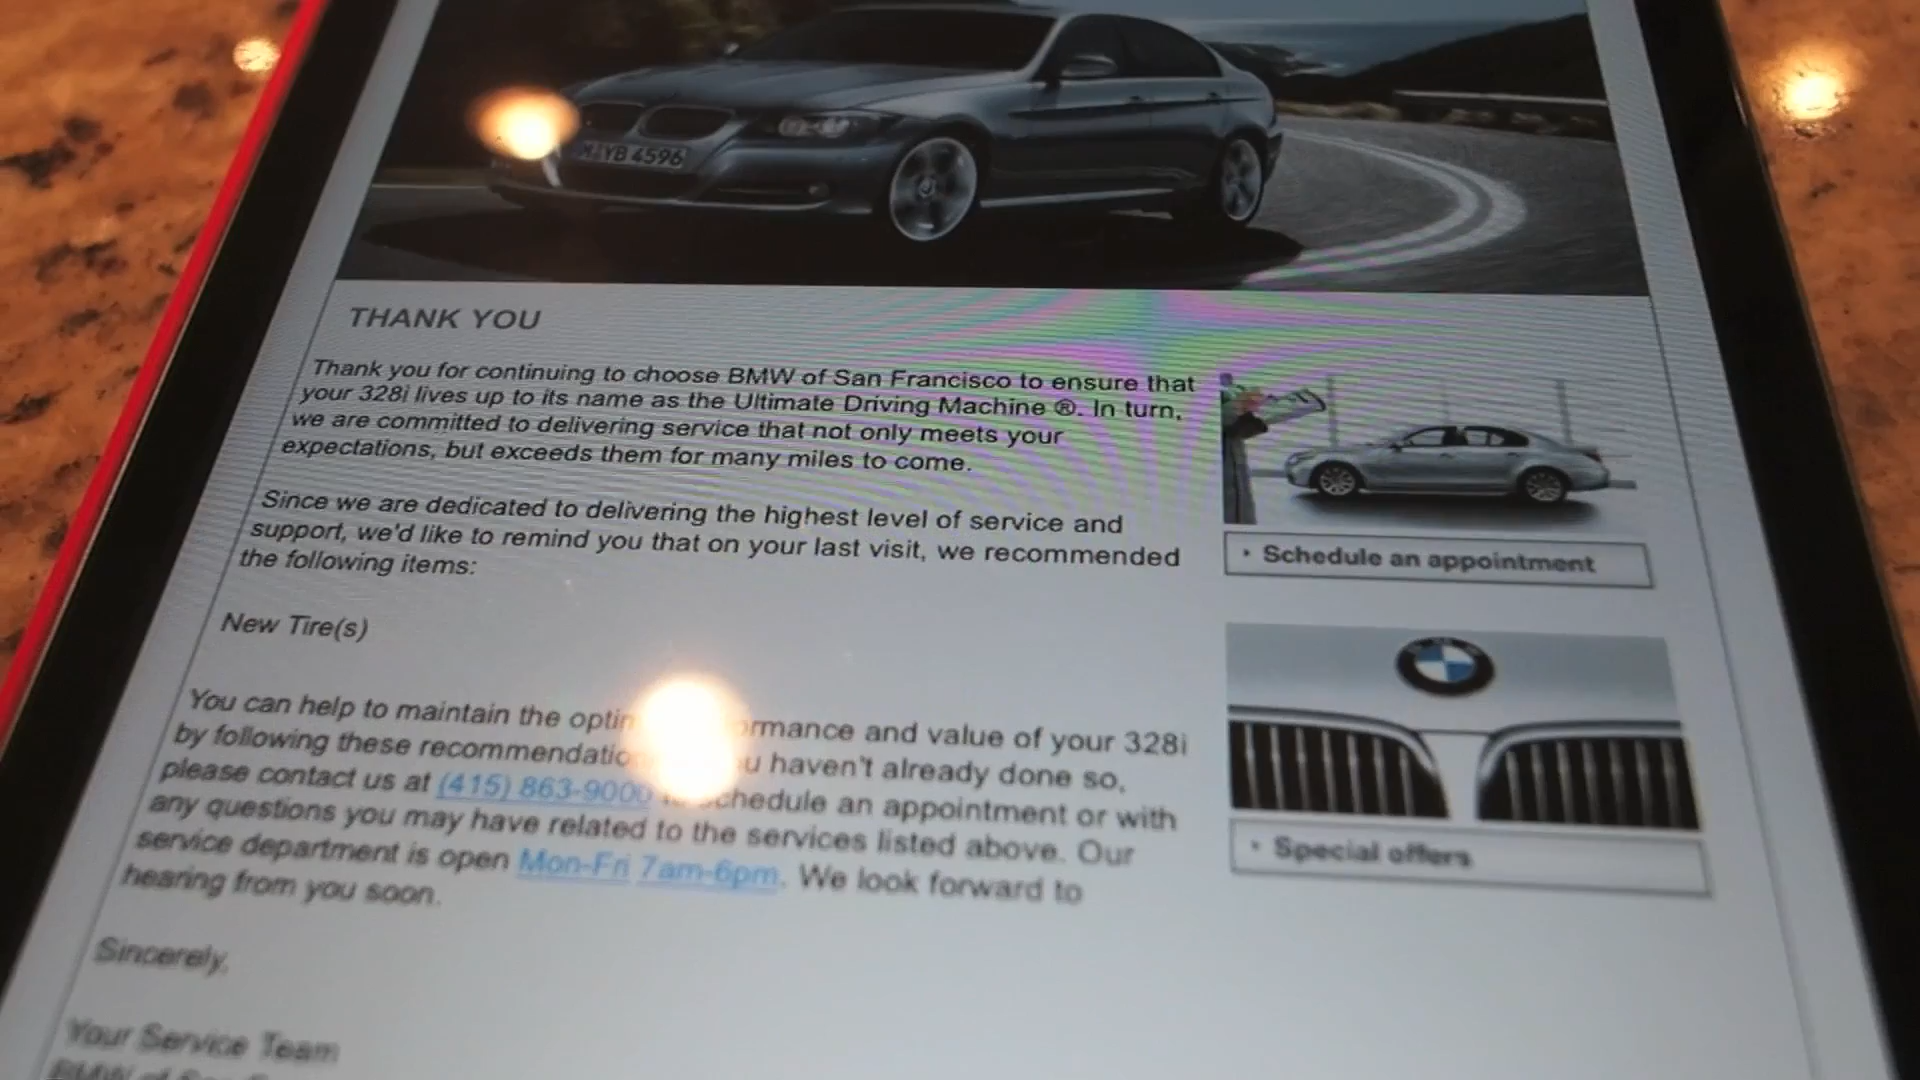 M·YB 4596
THANK YOU
Thank you for continuing to choose BMW of San Francisco to ensure that
your 328i lives up to its name as the Ultimate Driving Machine ®. In turn,
we are committed to delivering service that not only meets your
expectations, but exceeds them for many miles to come.
Since we are dedicated to delivering the highest level of service and
support, we'd like to remind you that on your last visit, we recommended
the following items:
New Tire(s)
You can help to maintain the and value of your 328i
by following these haven't already done so,
please contact us at (415) 863-9000 schedule an appointment or with
any questions you may have related to the services listed above. Our
service department is open Mon-Fri 7am-6pm. We look forward to
hearing from you soon.
Sincerely,
Your Service Team
BMW of
Schedule an appointment
Special offers